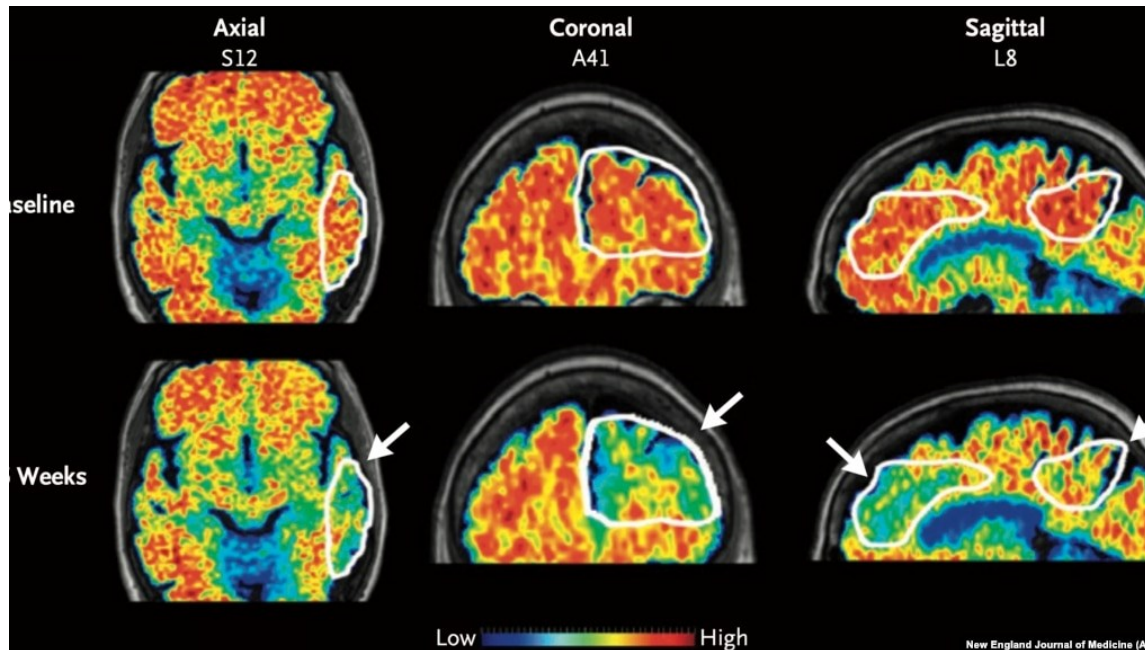 Axial
S12
Coronal
A41
Sagittal
L8
aseline
Weeks
Low
High
New England Journal of Medicine (A